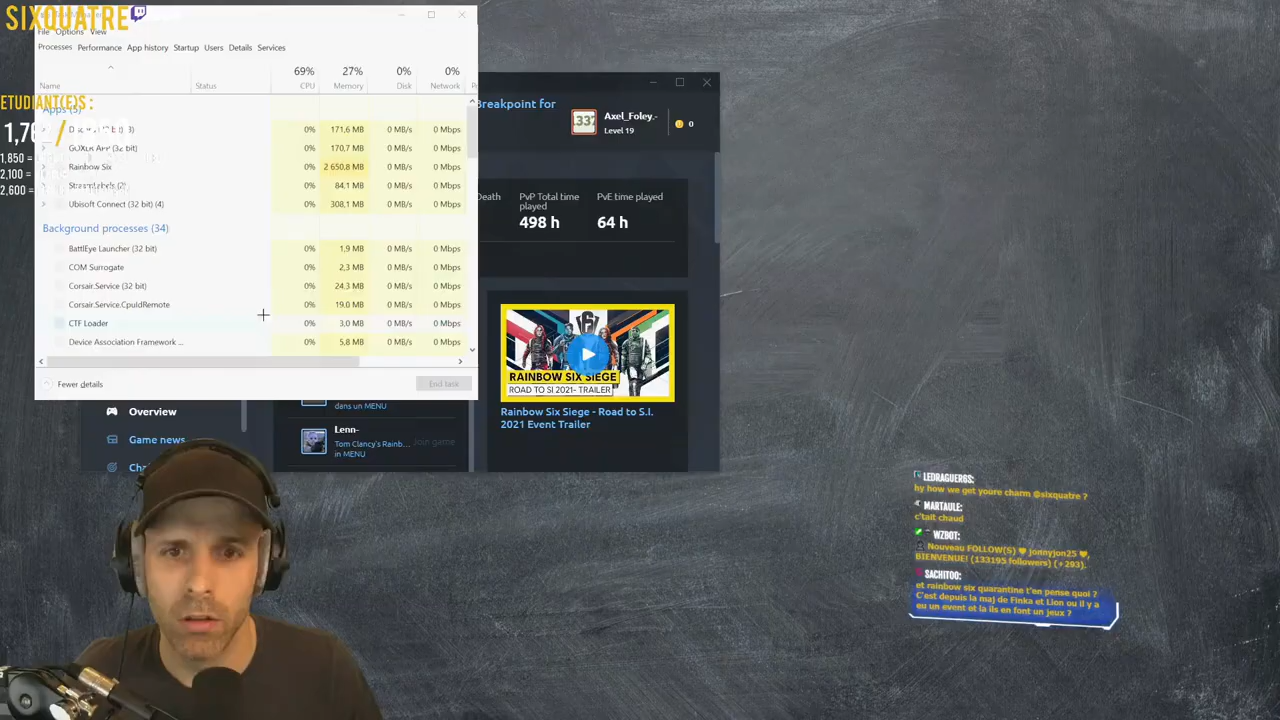 SIXQUATRE
File Options View
Processes Performance App history Startup Users Details Services
69% 27% 0% 0%
Name Status CPU Memory Disk Network
ETUDIANT(E)S :
Apps (5)
0% 171,6 MB 0 MB/s 0 Mbps
(32 bit) 0% 170,7 MB 0 MB/s 0 Mbps
Rainbow Six 0% 2 650,8 MB 0 MB/s 0 Mbps
0% 84,1 MB 0 MB/s 0 Mbps
Ubisoft Connect (32 bit) (4) 0% 308,1 MB 0 MB/s 0 Mbps
1,850 =
2,100 =
2,600 =
Background processes (34)
BattlEye Launcher (32 bit) 0% 1,9 MB 0 MB/s 0 Mbps
COM Surrogate 0% 2,3 MB 0 MB/s 0 Mbps
Corsair.Service (32 bit) 0% 24,3 MB 0 MB/s 0 Mbps
Corsair.Service.CpuIdRemote 0% 19,0 MB 0 MB/s 0 Mbps
CTF Loader 0% 3,0 MB 0 MB/s 0 Mbps
Device Association Framework ... 0% 5,8 MB 0 MB/s 0 Mbps
Fewer details End task
Breakpoint for
Axel_Foley.-
Level 19
0
Death
PvP Total time
played
498 h
PvE time played
64 h
RAINBOW SIX SIEGE
ROAD TO SI 2021- TRAILER
Rainbow Six Siege - Road to S.I.
2021 Event Trailer
Overview
Game news
dans un MENU
Lenn-
Tom Clancy's Rainb...
in MENU
Join game
LEDRAGUER6S:
hy how we get youre charm @sixquatre ?
MARTAULE:
c'tait chaud
WZBOT:
Nouveau FOLLOW(S) ♥ jonnyjon25 ♥,
BIENVENUE! (133195 followers) (+293).
SACHITOO:
et rainbow six quarantine t'en pense quoi ?
C'est depuis la maj de Finka et Lion ou il y a
eu un event et la ils en font un jeux ?